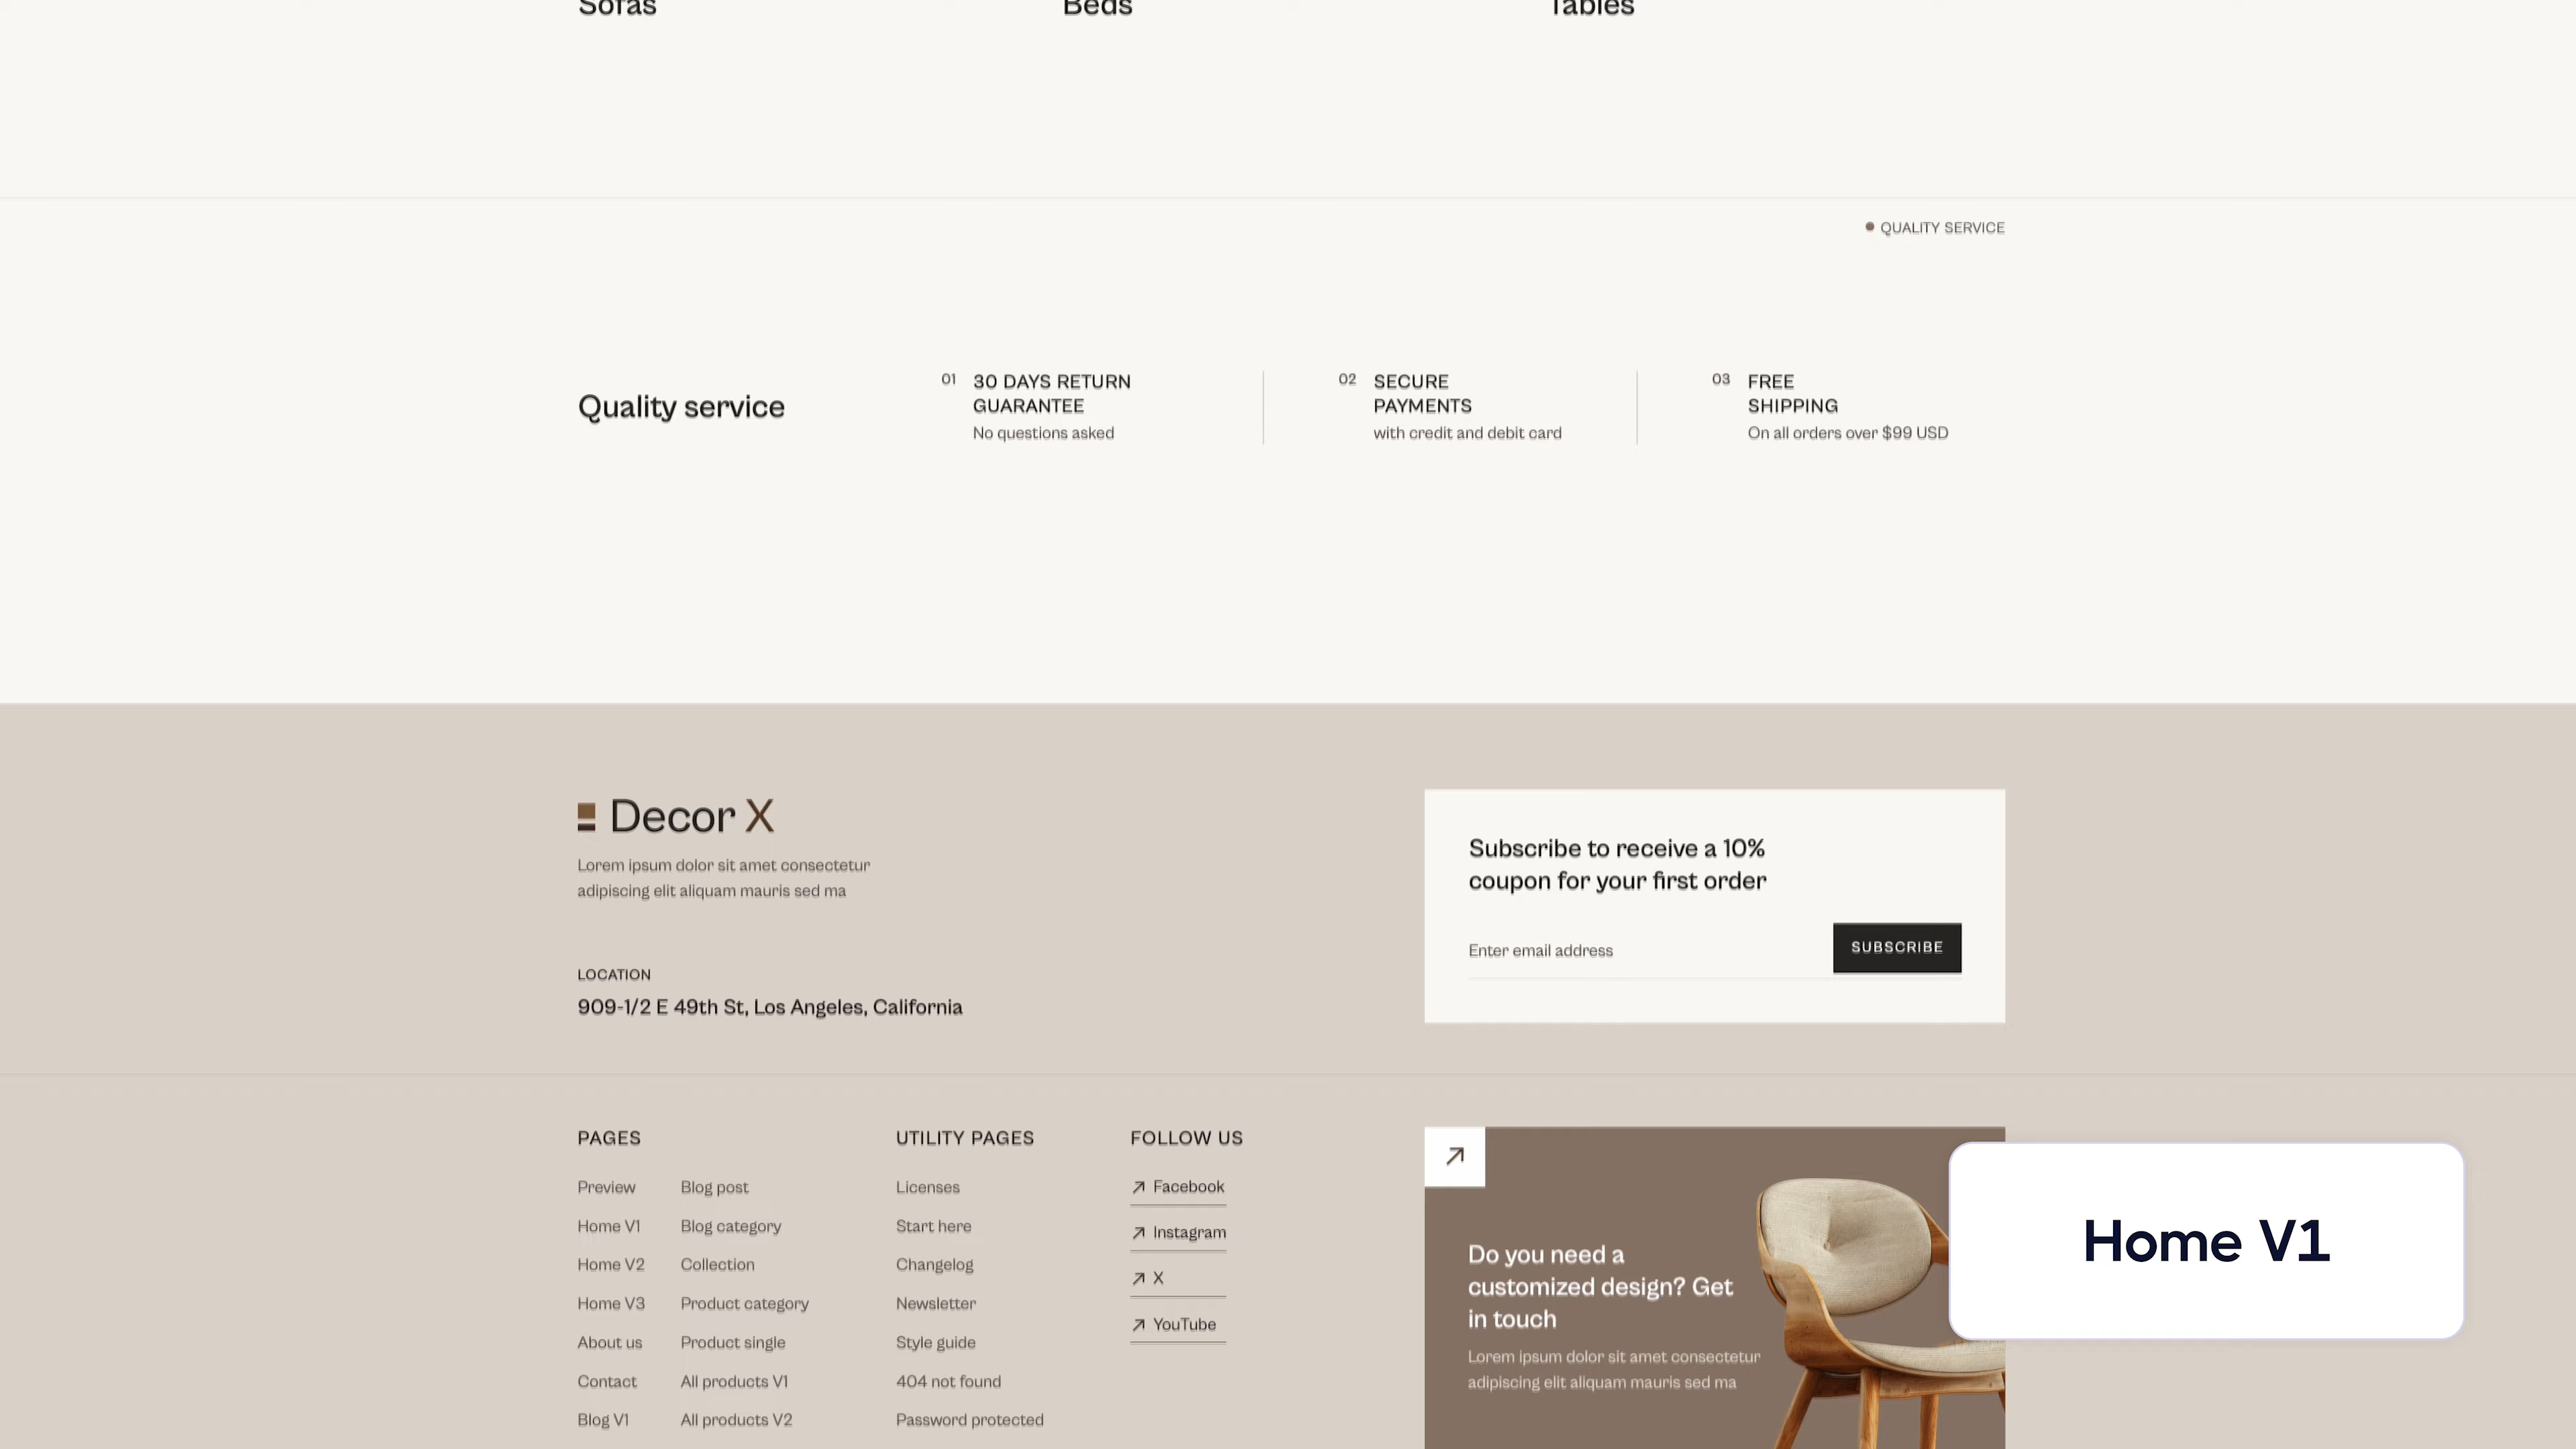 Sofas
Beds
Tables
QUALITY SERVICE
Quality service
01
30 DAYS RETURN
GUARANTEE
No questions asked
02
SECURE
PAYMENTS
with credit and debit card
03
FREE
SHIPPING
On all orders over $99 USD
Decor X
Lorem ipsum dolor sit amet consectetur
adipiscing elit aliquam mauris sed ma
LOCATION
909-1/2 E 49th St, Los Angeles, California
Subscribe to receive a 10%
coupon for your first order
Enter email address
SUBSCRIBE
PAGES
Preview
Home V1
Home V2
Home V3
About us
Contact
Blog V1
Blog post
Blog category
Collection
Product category
Product single
All products V1
All products V2
UTILITY PAGES
Licenses
Start here
Changelog
Newsletter
Style guide
404 not found
Password protected
FOLLOW US
Facebook
Instagram
X
YouTube
Do you need a
customized design? Get
in touch
Lorem ipsum dolor sit amet consectetur
adipiscing elit aliquam mauris sed ma
Home V1